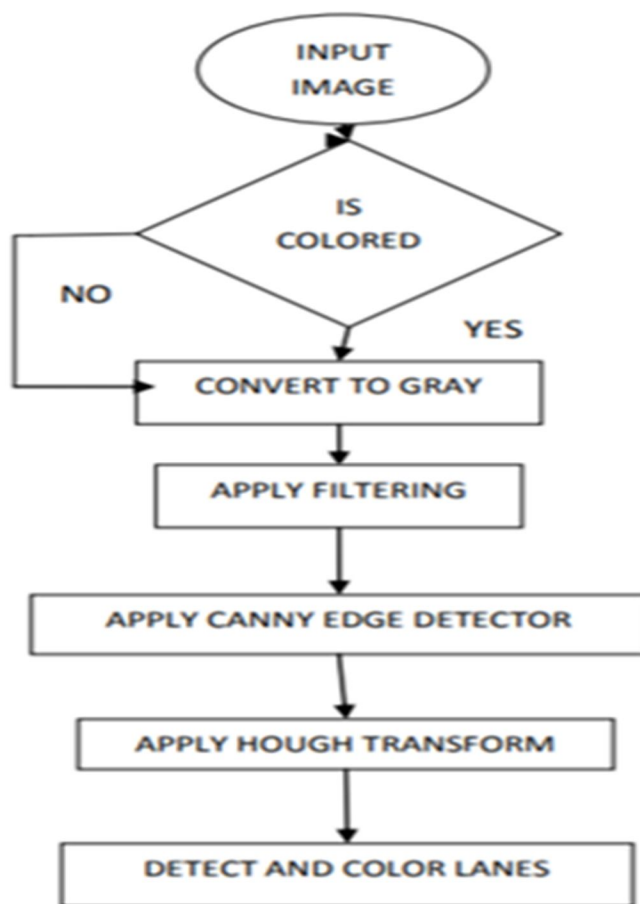 INPUT
IMAGE
IS
COLORED
NO
YES
CONVERT TO GRAY
APPLY FILTERING
APPLY CANNY EDGE DETECTOR
APPLY HOUGH TRANSFORM
DETECT AND COLOR LANES